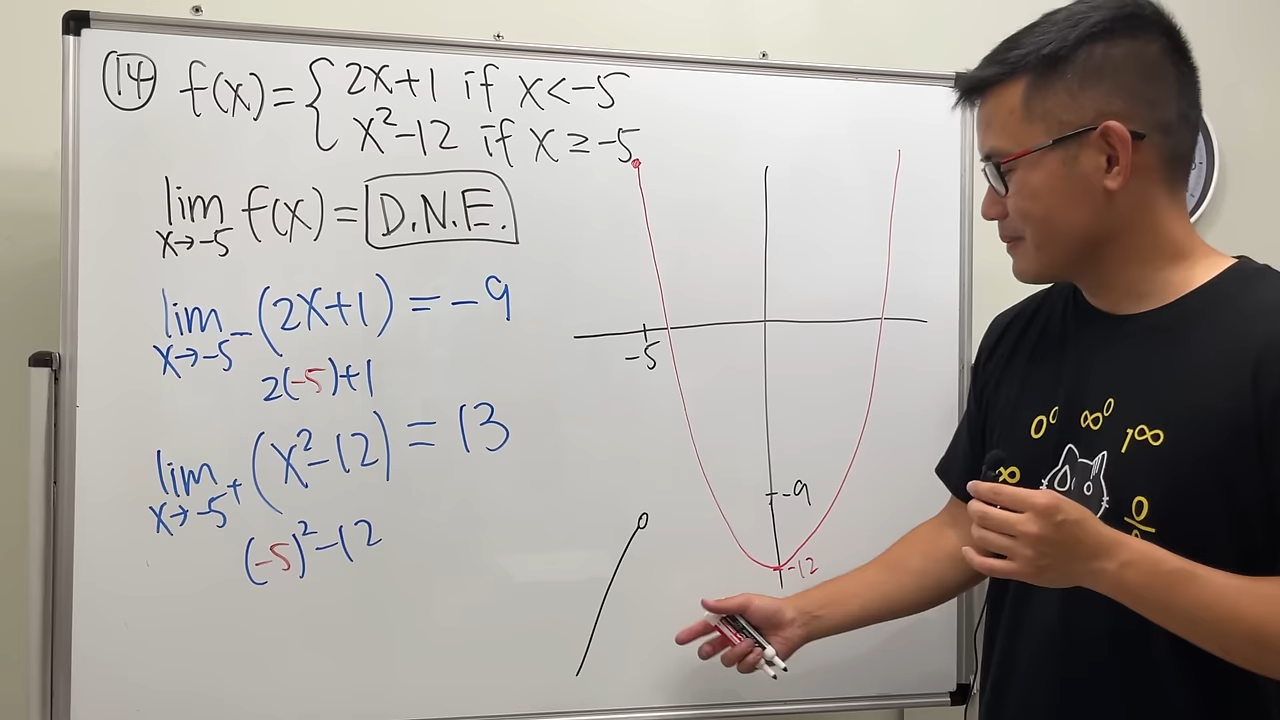 14 f(x)= { 2x+1 if x<-5
x²-12 if x≥-5
lim x→-5 f(x) = D.N.E.
lim x→-5⁻ (2x+1) = -9
2(-5)+1
lim x→-5⁺ (x²-12) = 13
(-5)²-12
-5
-9
-12
0⁰ ∞⁰ 1^∞
∞
0